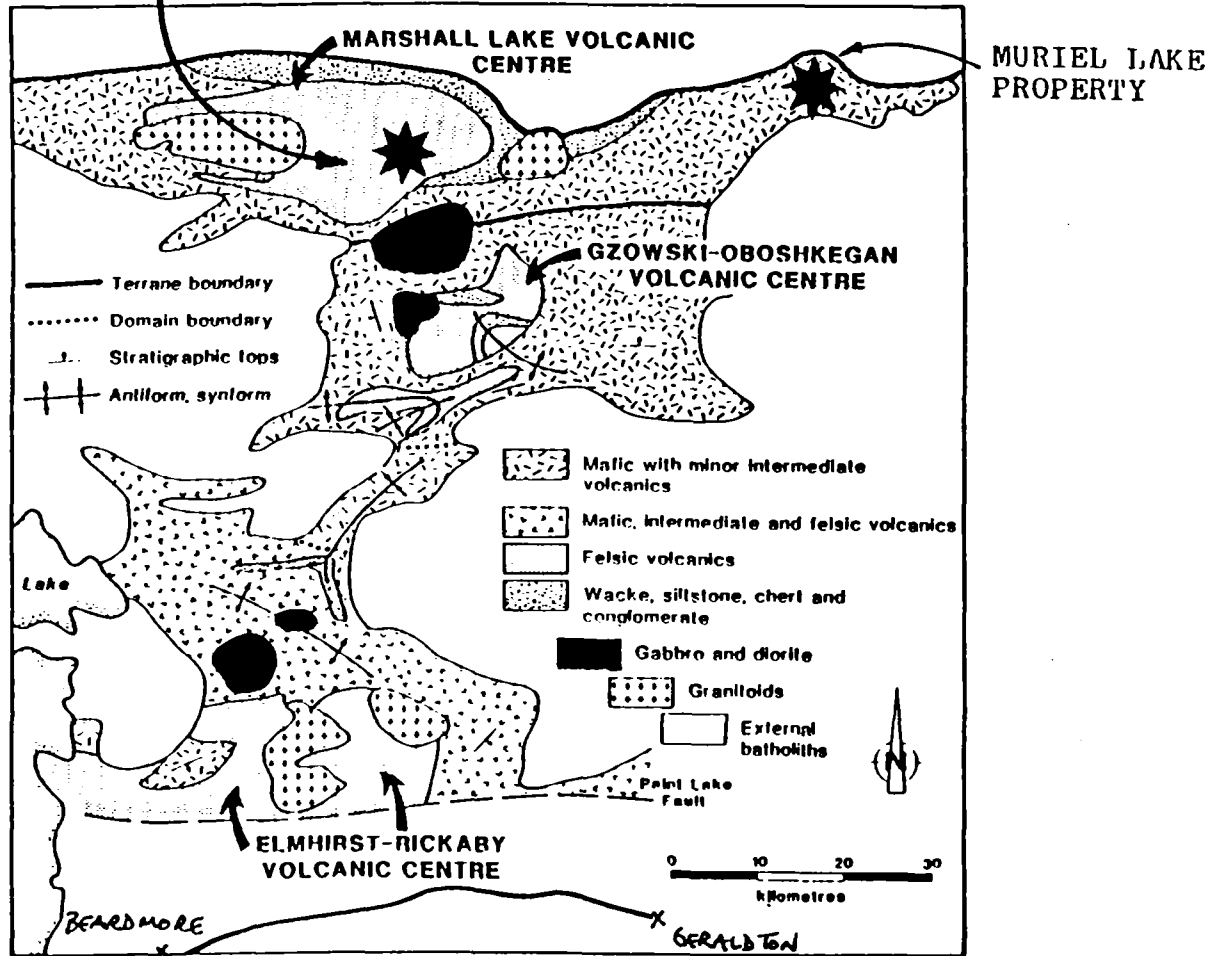 MARSHALL LAKE VOLCANIC
CENTRE
MURIEL LAKE
PROPERTY
GZOWSKI-OBOSHKEGAN
VOLCANIC CENTRE
Terrane boundary
Domain boundary
Stratigraphic tops
Antiform, synform
Mafic with minor intermediate
volcanics
Mafic, intermediate and felsic volcanics
Felsic volcanics
Wacke, siltstone, chert and
conglomerate
Gabbro and diorite
Granitoids
External
batholiths
Lake
Paint Lake
Fault
N
ELMHIRST-RICKABY
VOLCANIC CENTRE
0 10 20 30
kilometres
BEARDMORE
GERALDTON